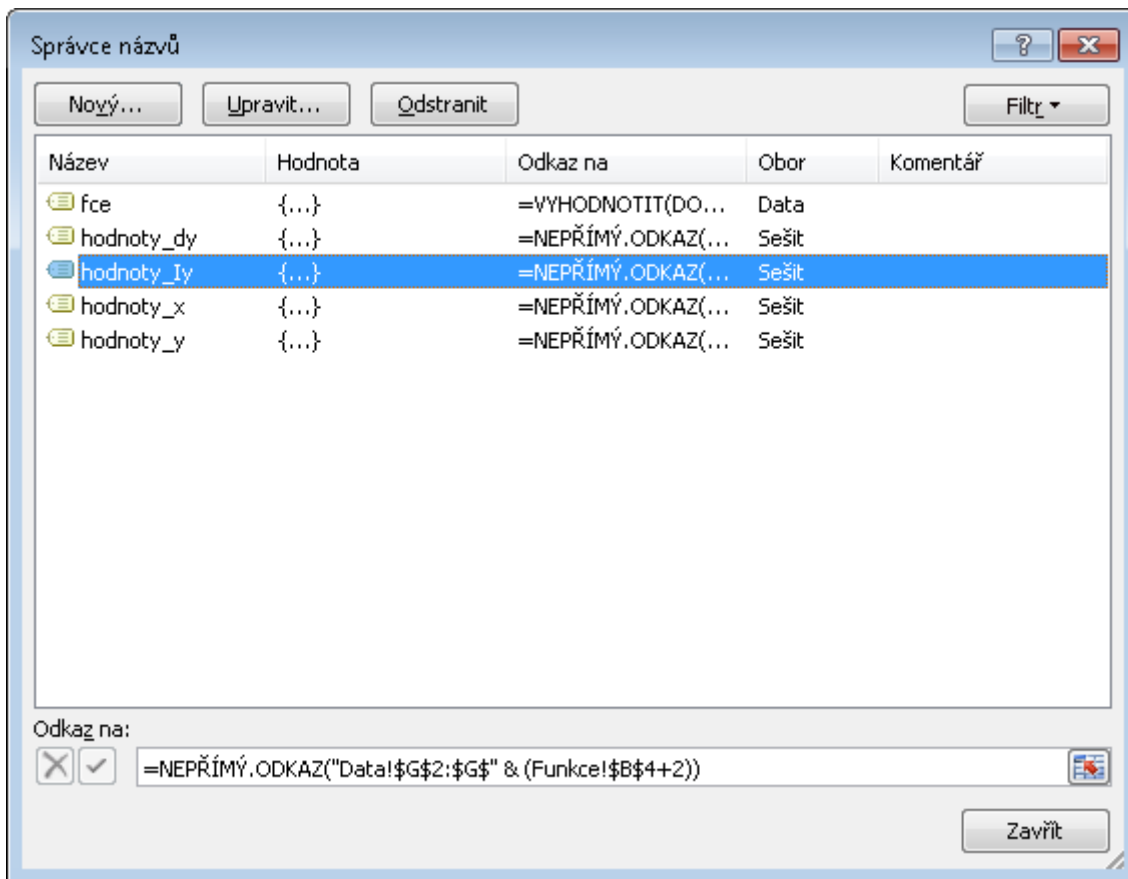 Správce názvů
Nový... Upravit... Odstranit Filtr
Název Hodnota Odkaz na Obor Komentář
fce {...} =VYHODNOTIT(DO... Data
hodnoty_dy {...} =NEPŘÍMÝ.ODKAZ(... Sešit
hodnoty_Iy {...} =NEPŘÍMÝ.ODKAZ(... Sešit
hodnoty_x {...} =NEPŘÍMÝ.ODKAZ(... Sešit
hodnoty_y {...} =NEPŘÍMÝ.ODKAZ(... Sešit
Odkaz na:
=NEPŘÍMÝ.ODKAZ("Data!$G$2:$G$" & (Funkce!$B$4+2))
Zavřít